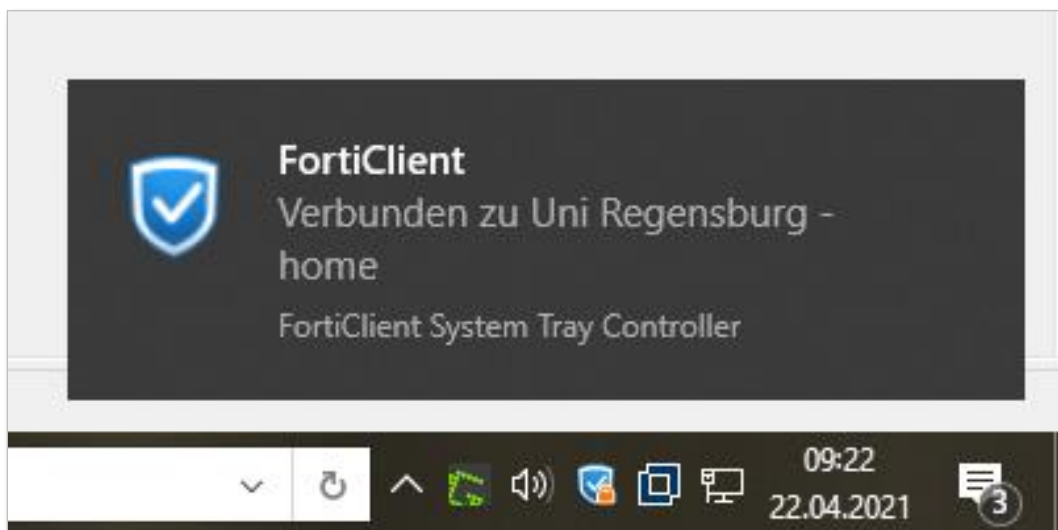 FortiClient
Verbunden zu Uni Regensburg -
home
FortiClient System Tray Controller
09:22
22.04.2021
3